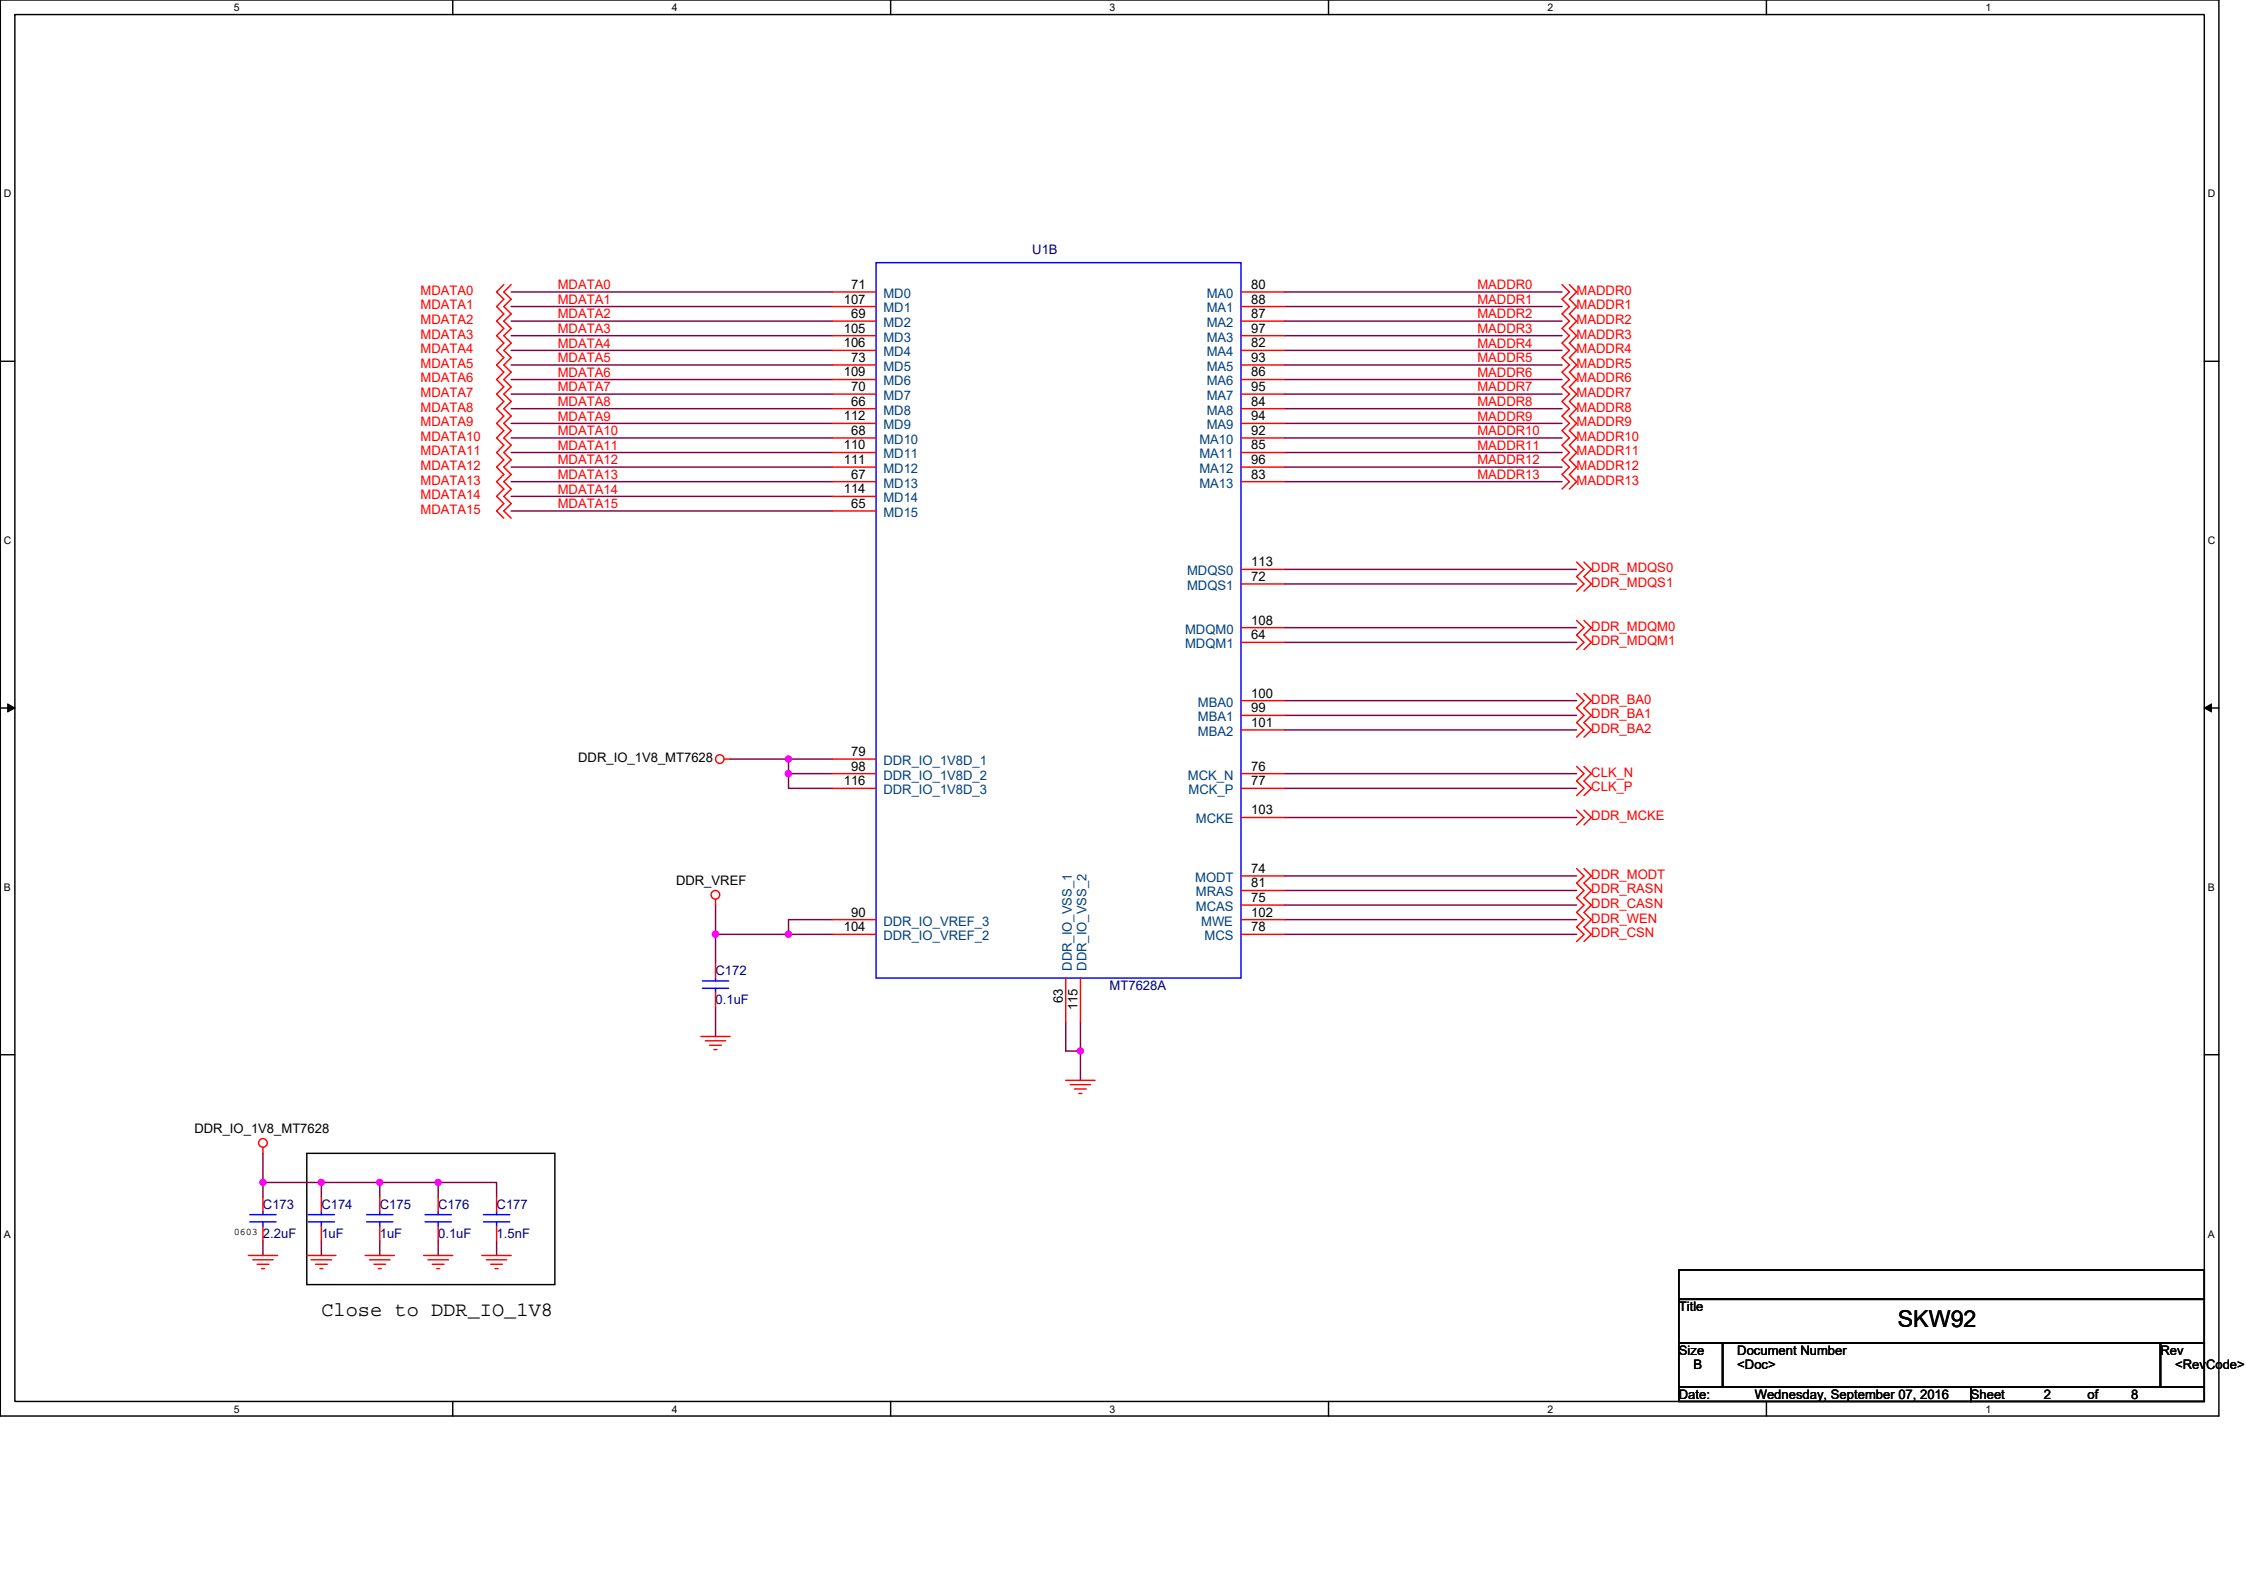 5 4 3 2 1
D D
C C
B B
A A
U1B
MDATA0 MDATA0 71 MD0
MDATA1 MDATA1 107 MD1
MDATA2 MDATA2 69 MD2
MDATA3 MDATA3 105 MD3
MDATA4 MDATA4 106 MD4
MDATA5 MDATA5 73 MD5
MDATA6 MDATA6 109 MD6
MDATA7 MDATA7 70 MD7
MDATA8 MDATA8 66 MD8
MDATA9 MDATA9 112 MD9
MDATA10 MDATA10 68 MD10
MDATA11 MDATA11 110 MD11
MDATA12 MDATA12 111 MD12
MDATA13 MDATA13 67 MD13
MDATA14 MDATA14 114 MD14
MDATA15 MDATA15 65 MD15
MA0 80 MADDR0 MADDR0
MA1 88 MADDR1 MADDR1
MA2 87 MADDR2 MADDR2
MA3 97 MADDR3 MADDR3
MA4 82 MADDR4 MADDR4
MA5 93 MADDR5 MADDR5
MA6 86 MADDR6 MADDR6
MA7 95 MADDR7 MADDR7
MA8 84 MADDR8 MADDR8
MA9 94 MADDR9 MADDR9
MA10 92 MADDR10 MADDR10
MA11 85 MADDR11 MADDR11
MA12 96 MADDR12 MADDR12
MA13 83 MADDR13 MADDR13
MDQS0 113 DDR_MDQS0
MDQS1 72 DDR_MDQS1
MDQM0 108 DDR_MDQM0
MDQM1 64 DDR_MDQM1
MBA0 100 DDR_BA0
MBA1 99 DDR_BA1
MBA2 101 DDR_BA2
DDR_IO_1V8_MT7628 79 DDR_IO_1V8D_1
98 DDR_IO_1V8D_2
116 DDR_IO_1V8D_3
MCK_N 76 CLK_N
MCK_P 77 CLK_P
MCKE 103 DDR_MCKE
MODT 74 DDR_MODT
MRAS 81 DDR_RASN
MCAS 75 DDR_CASN
MWE 102 DDR_WEN
MCS 78 DDR_CSN
DDR_VREF
90 DDR_IO_VREF_3
104 DDR_IO_VREF_2
C172
0.1uF
DDR_IO_VSS_1 63
DDR_IO_VSS_2 115
MT7628A
DDR_IO_1V8_MT7628
C173 C174 C175 C176 C177
0603 2.2uF 1uF 1uF 0.1uF 1.5nF
Close to DDR_IO_1V8
Title
SKW92
Size Document Number Rev
B <Doc> <RevCode>
Date: Wednesday, September 07, 2016 Sheet 2 of 8
5 4 3 2 1